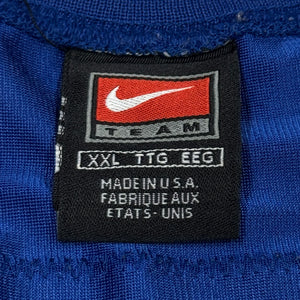 TEAM
XXL TTG EEG
MADE IN U.S.A.
FABRIQUE AUX
ETATS - UNIS